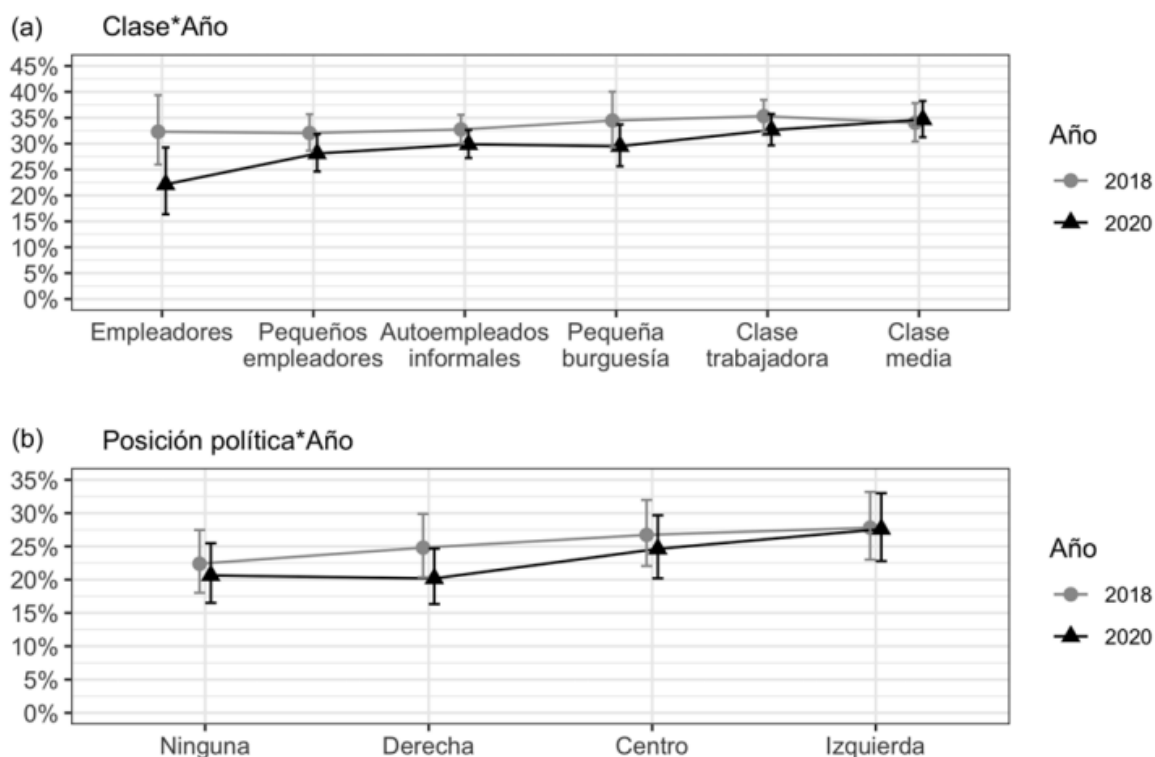 (a) Clase*Año
45%
40%
35%
30%
25%
20%
15%
10%
5%
0%
Empleadores
Pequeños
empleadores
Autoempleados
informales
Pequeña
burguesía
Clase
trabajadora
Clase
media
Año
2018
2020
(b) Posición política*Año
35%
30%
25%
20%
15%
10%
5%
0%
Ninguna
Derecha
Centro
Izquierda
Año
2018
2020